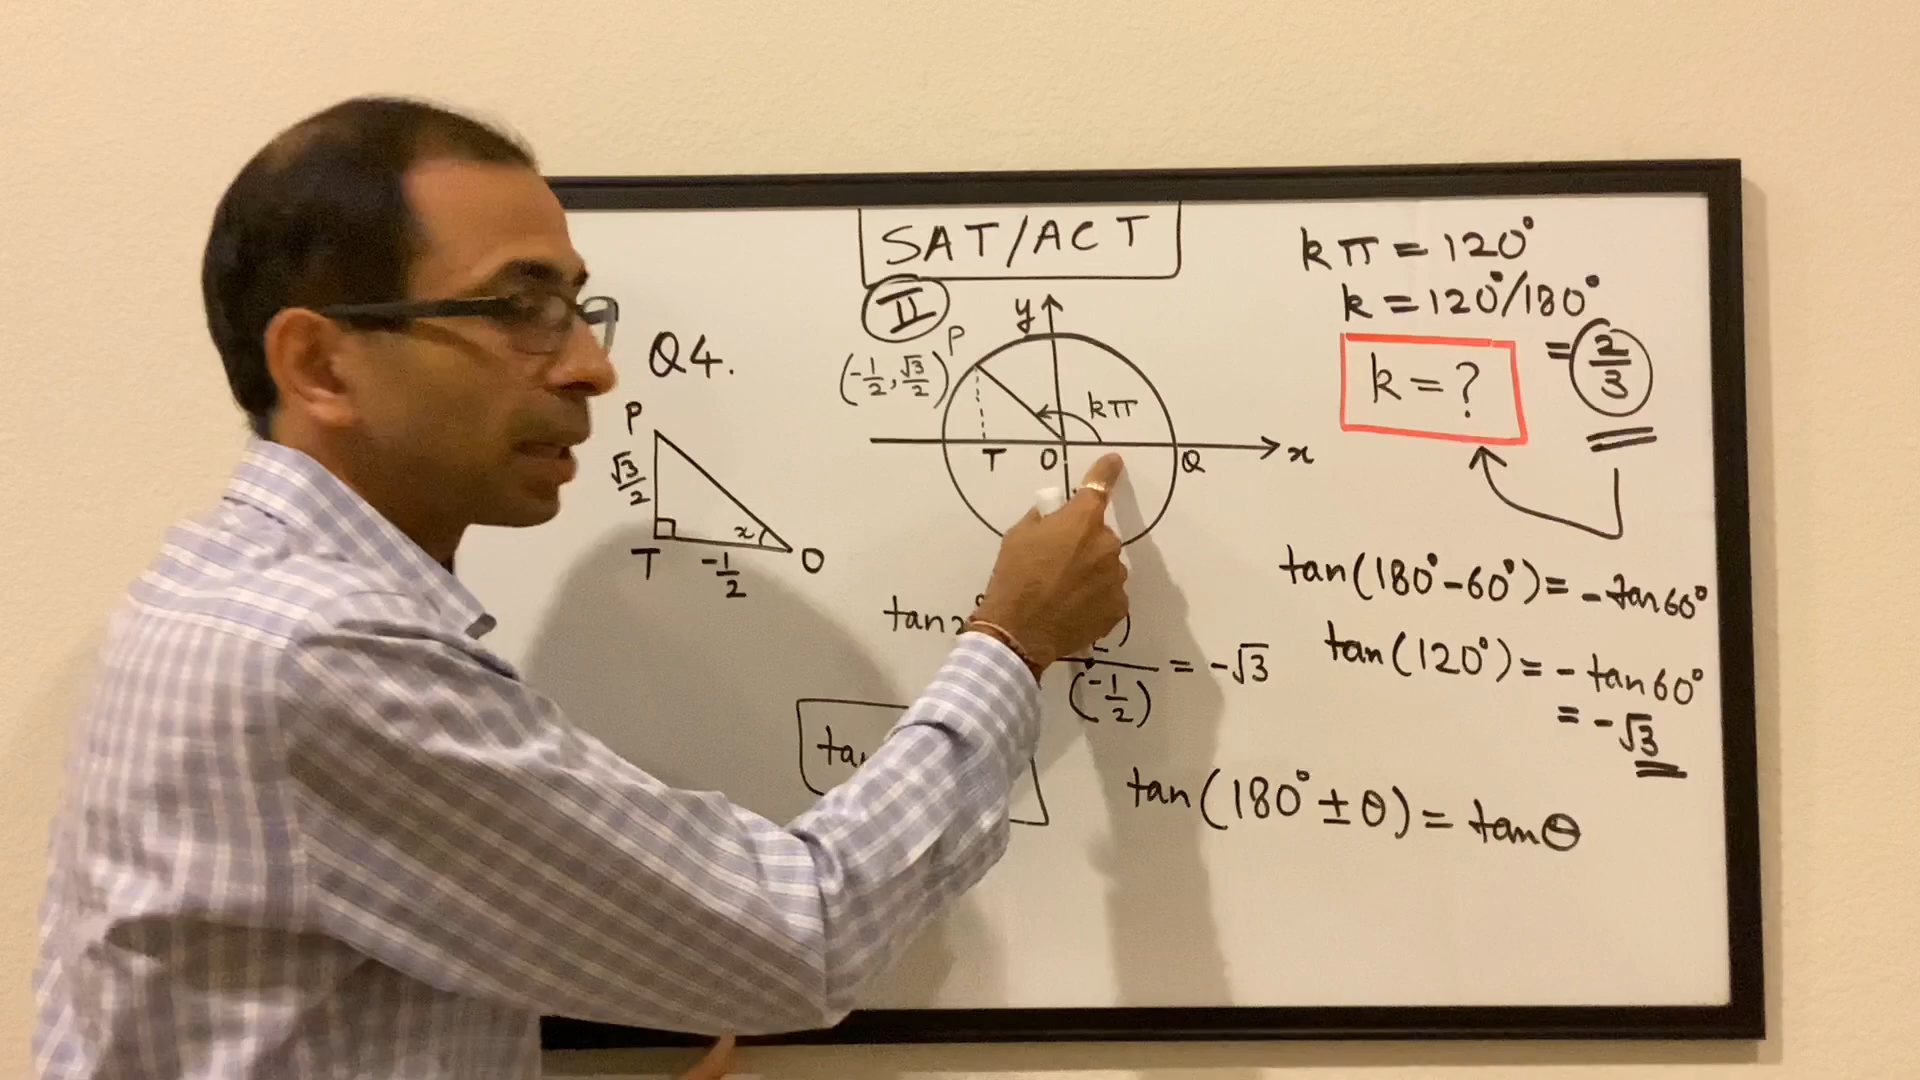 SAT/ACT
II
Q4.
P
√3/2
x
T
-1/2
O
y
P
(-1/2, √3/2)
kπ
T
O
Q
x
kπ = 120°
k = 120°/180°
= 2/3
k = ?
tan
(-1/2)
= -√3
tan(180°-60°) = -tan60°
tan(120°) = -tan60°
= -√3
tan(180° ± θ) = tanθ